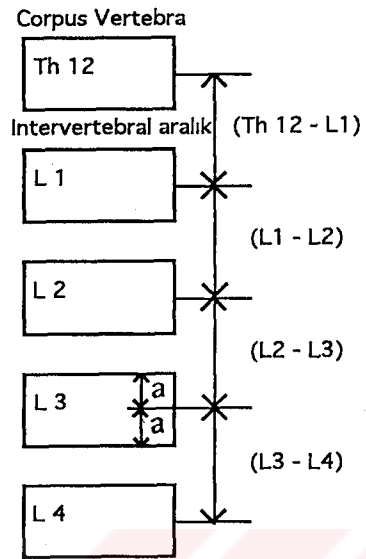 Corpus Vertebra
Th 12
Intervertebral aralık
(Th 12 - L1)
L 1
(L1 - L2)
L 2
(L2 - L3)
L 3
a
a
(L3 - L4)
L 4